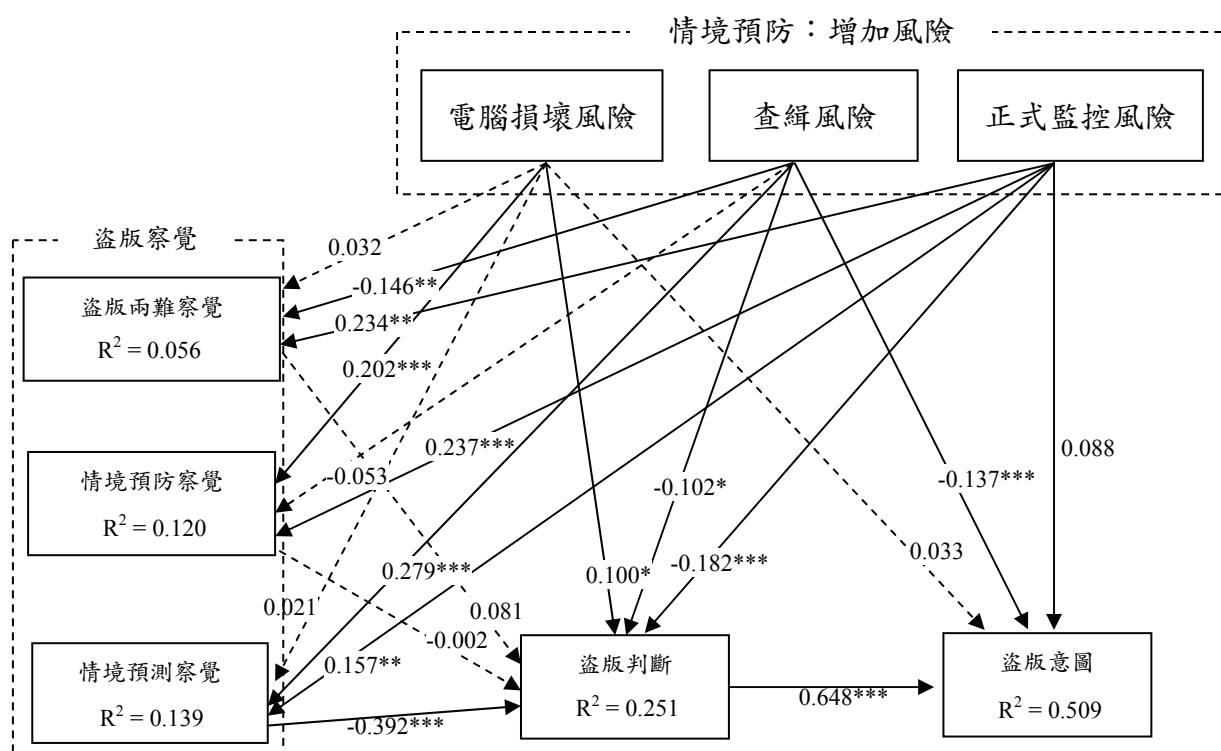 情境預防：增加風險
電腦損壞風險
查緝風險
正式監控風險
盜版察覺
0.032
盜版兩難察覺
R² = 0.056
-0.146**
0.234**
0.202***
情境預防察覺
R² = 0.120
-0.053
0.237***
-0.102*
-0.137***
0.088
0.279***
0.100*
-0.182***
0.033
0.021
0.081
-0.002
情境預測察覺
R² = 0.139
0.157**
-0.392***
盜版判斷
R² = 0.251
0.648***
盜版意圖
R² = 0.509